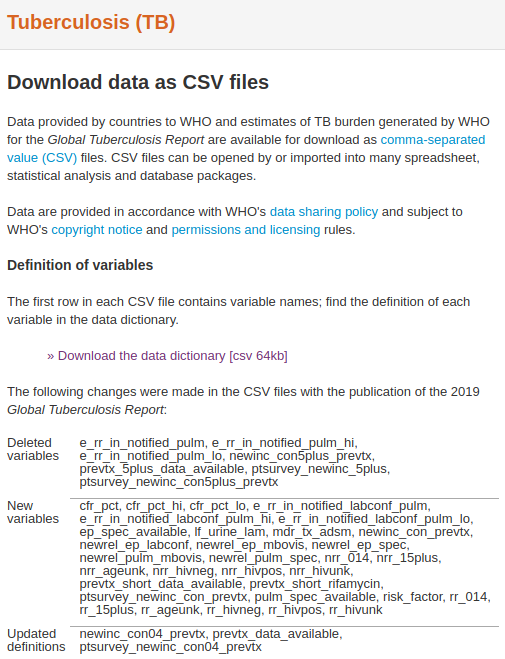 Tuberculosis (TB)
Download data as CSV files
Data provided by countries to WHO and estimates of TB burden generated by WHO
for the Global Tuberculosis Report are available for download as comma-separated
value (CSV) files. CSV files can be opened by or imported into many spreadsheet,
statistical analysis and database packages.
Data are provided in accordance with WHO's data sharing policy and subject to
WHO's copyright notice and permissions and licensing rules.
Definition of variables
The first row in each CSV file contains variable names; find the definition of each
variable in the data dictionary.
» Download the data dictionary [csv 64kb]
The following changes were made in the CSV files with the publication of the 2019
Global Tuberculosis Report:
Deleted variables
e_rr_in_notified_pulm, e_rr_in_notified_pulm_hi,
e_rr_in_notified_pulm_lo, newinc_con5plus_prevtx,
prevtx_5plus_data_available, ptsurvey_newinc_5plus,
ptsurvey_newinc_con5plus_prevtx
New variables
cfr_pct, cfr_pct_hi, cfr_pct_lo, e_rr_in_notified_labconf_pulm,
e_rr_in_notified_labconf_pulm_hi, e_rr_in_notified_labconf_pulm_lo,
ep_spec_available, lf_urine_lam, mdr_tx_adsm, newinc_con_prevtx,
newrel_ep_labconf, newrel_ep_mbovis, newrel_ep_spec,
newrel_pulm_mbovis, newrel_pulm_spec, nrr_014, nrr_15plus,
nrr_ageunk, nrr_hivneg, nrr_hivpos, nrr_hivunk,
prevtx_short_data_available, prevtx_short_rifamycin,
ptsurvey_newinc_con_prevtx, pulm_spec_available, risk_factor, rr_014,
rr_15plus, rr_ageunk, rr_hivneg, rr_hivpos, rr_hivunk
Updated definitions
newinc_con04_prevtx, prevtx_data_available,
ptsurvey_newinc_con04_prevtx